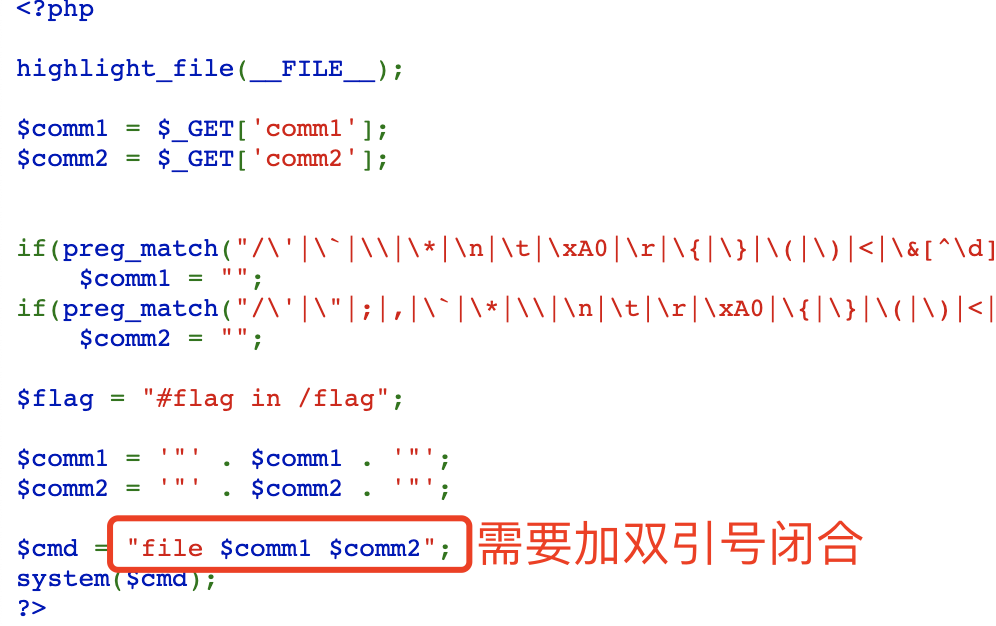 <?php
highlight_file(__FILE__);
$comm1 = $_GET['comm1'];
$comm2 = $_GET['comm2'];
if(preg_match("/\'|\`|\\|\*|\n|\t|\xA0|\r|\{|\}|\(|\)|<|\&[^\d]
$comm1 = "";
if(preg_match("/\'|\"|;|,|\`|\*|\\|\n|\t|\r|\xA0|\{|\}|\(|\)|<|
$comm2 = "";
$flag = "#flag in /flag";
$comm1 = '"' . $comm1 . '"';
$comm2 = '"' . $comm2 . '"';
$cmd = "file $comm1 $comm2"; 需要加双引号闭合
system($cmd);
?>